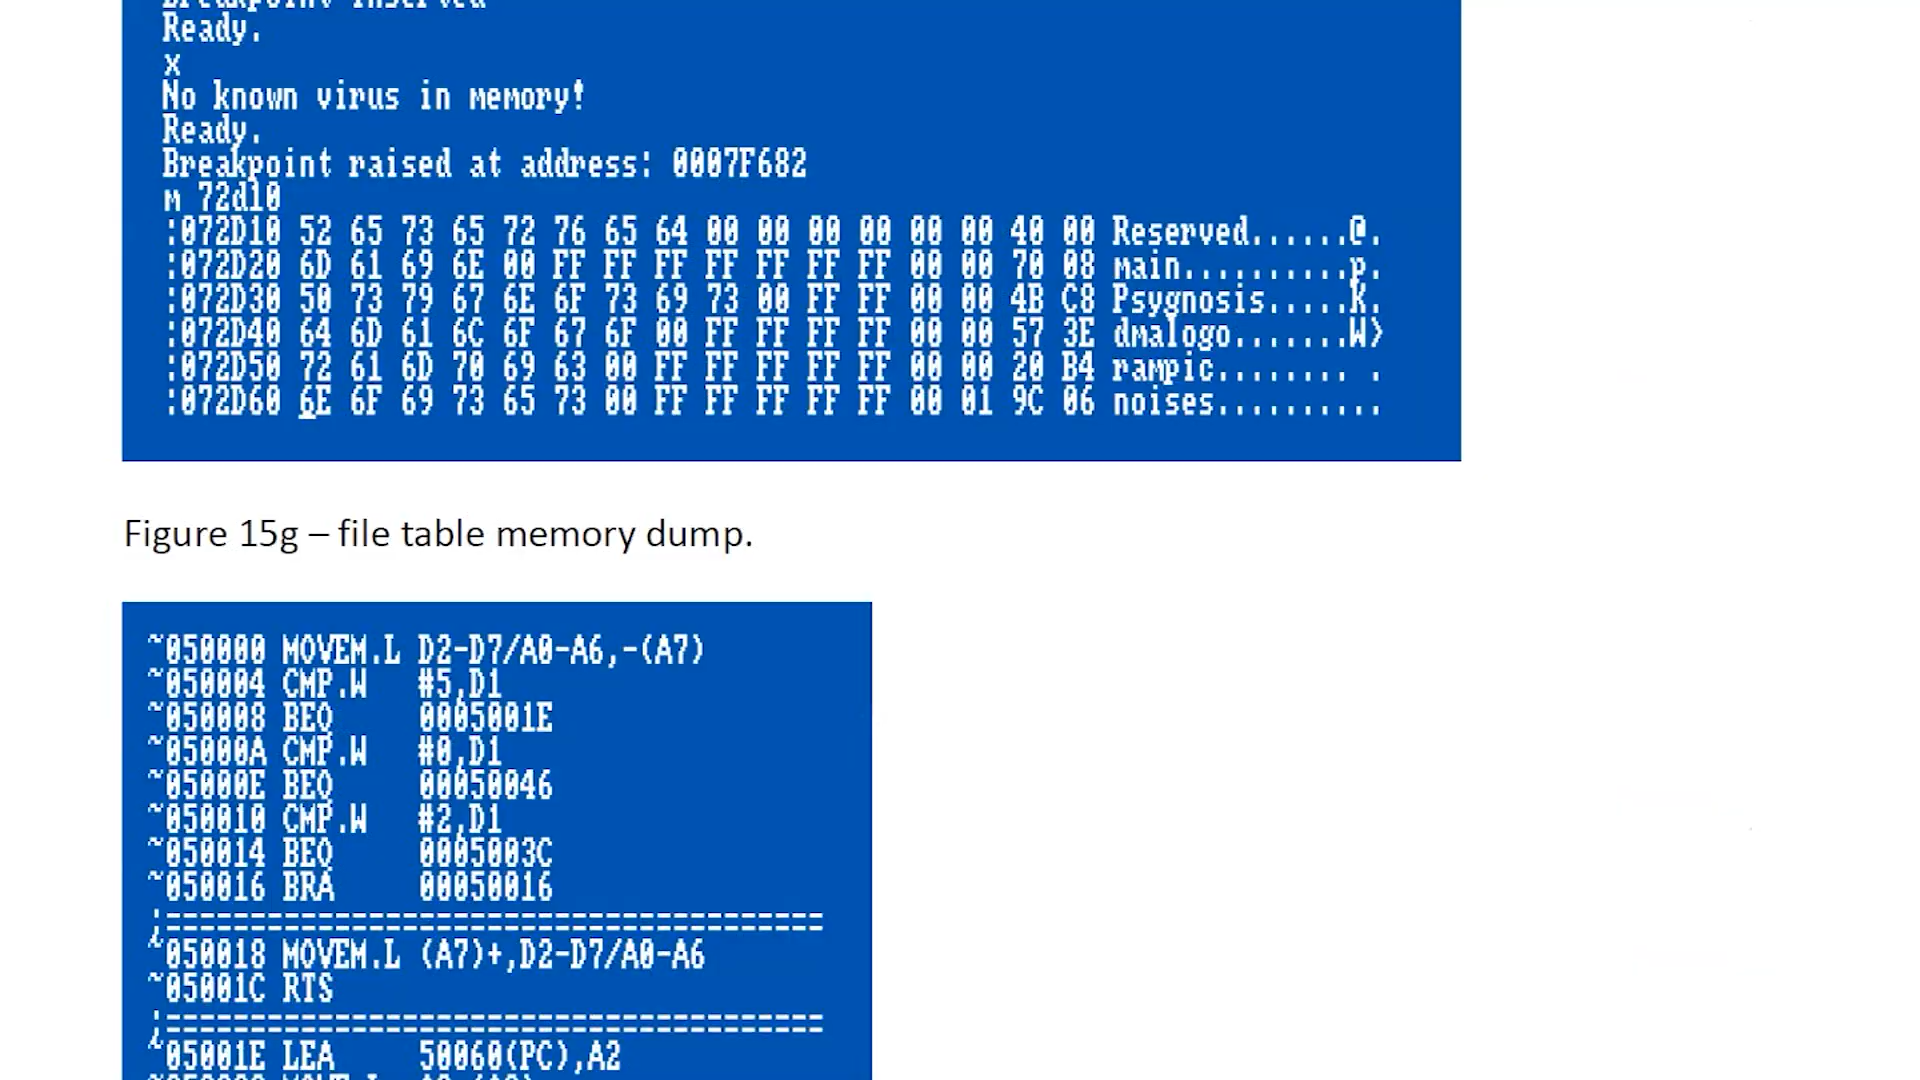 Breakpoint inserted
Ready.
x
No known virus in memory!
Ready.
Breakpoint raised at address: 0007F682
m 72d10
:072D10 52 65 73 65 72 76 65 64 00 00 00 00 00 00 40 00 Reserved......@.
:072D20 6D 61 69 6E 00 FF FF FF FF FF FF FF 00 00 70 08 main..........p.
:072D30 50 73 79 67 6E 6F 73 69 73 00 FF FF 00 00 4B C8 Psygnosis.....K.
:072D40 64 6D 61 6C 6F 67 6F 00 FF FF FF FF 00 00 57 3E dmalogo.......W>
:072D50 72 61 6D 70 69 63 00 FF FF FF FF FF 00 00 20 B4 rampic........ .
:072D60 6E 6F 69 73 65 73 00 FF FF FF FF FF 00 01 9C 06 noises..........
Figure 15g – file table memory dump.
~050000 MOVEM.L D2-D7/A0-A6,-(A7)
~050004 CMP.W #5,D1
~050008 BEQ 0005001E
~05000A CMP.W #0,D1
~05000E BEQ 00050046
~050010 CMP.W #2,D1
~050014 BEQ 0005003C
~050016 BRA 00050016
;=======================================
~050018 MOVEM.L (A7)+,D2-D7/A0-A6
~05001C RTS
;=======================================
~05001E LEA 50060(PC),A2